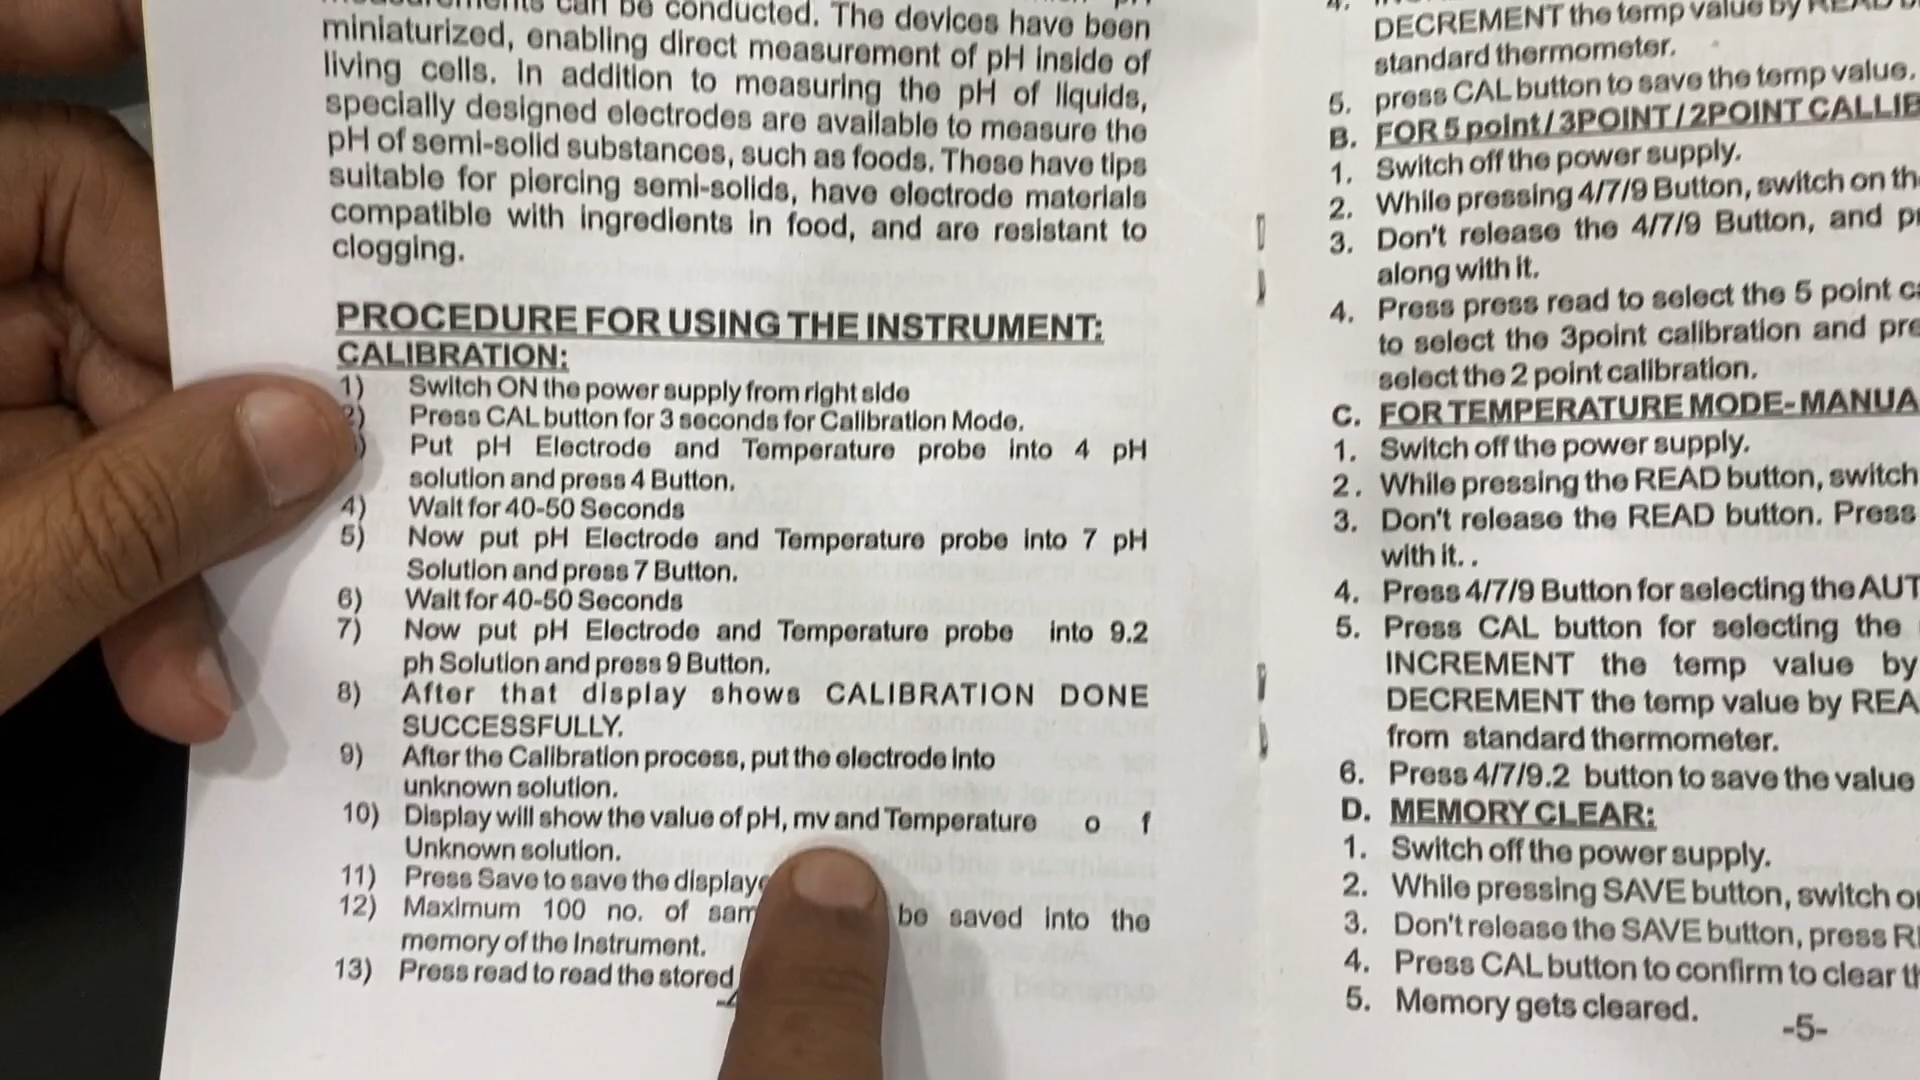 can be conducted. The devices have been
miniaturized, enabling direct measurement of pH inside of
living cells. In addition to measuring the pH of liquids,
specially designed electrodes are available to measure the
pH of semi-solid substances, such as foods. These have tips
suitable for piercing semi-solids, have electrode materials
compatible with ingredients in food, and are resistant to
clogging.
PROCEDURE FOR USING THE INSTRUMENT:
CALIBRATION:
1) Switch ON the power supply from right side
2) Press CAL button for 3 seconds for Calibration Mode.
Put pH Electrode and Temperature probe into 4 pH
solution and press 4 Button.
4) Wait for 40-50 Seconds
5) Now put pH Electrode and Temperature probe into 7 pH
Solution and press 7 Button.
6) Wait for 40-50 Seconds
7) Now put pH Electrode and Temperature probe into 9.2
ph Solution and press 9 Button.
8) After that display shows CALIBRATION DONE
SUCCESSFULLY.
9) After the Calibration process, put the electrode into
unknown solution.
10) Display will show the value of pH, mv and Temperature o f
Unknown solution.
11) Press Save to save the
12) Maximum 100 no. of be saved into the
memory of the Instrument.
13) Press read to read the stored
DECREMENT the temp value by READ
standard thermometer.
5. press CAL button to save the temp value.
B. FOR 5 point / 3POINT / 2POINT
1. Switch off the power supply.
2. While pressing 4/7/9 Button, switch on
3. Don't release the 4/7/9 Button, and
along with it.
4. Press press read to select the 5 point
to select the 3point calibration and
select the 2 point calibration.
C. FOR TEMPERATURE MODE-
1. Switch off the power supply.
2. While pressing the READ button, switch
3. Don't release the READ button. Press
with it. .
4. Press 4/7/9 Button for selecting the
5. Press CAL button for selecting the
INCREMENT the temp value by
DECREMENT the temp value by
from standard thermometer.
6. Press 4/7/9.2 button to save the value
D. MEMORY CLEAR:
1. Switch off the power supply.
2. While pressing SAVE button, switch
3. Don't release the SAVE button, press
4. Press CAL button to confirm to clear
5. Memory gets cleared.
-5-